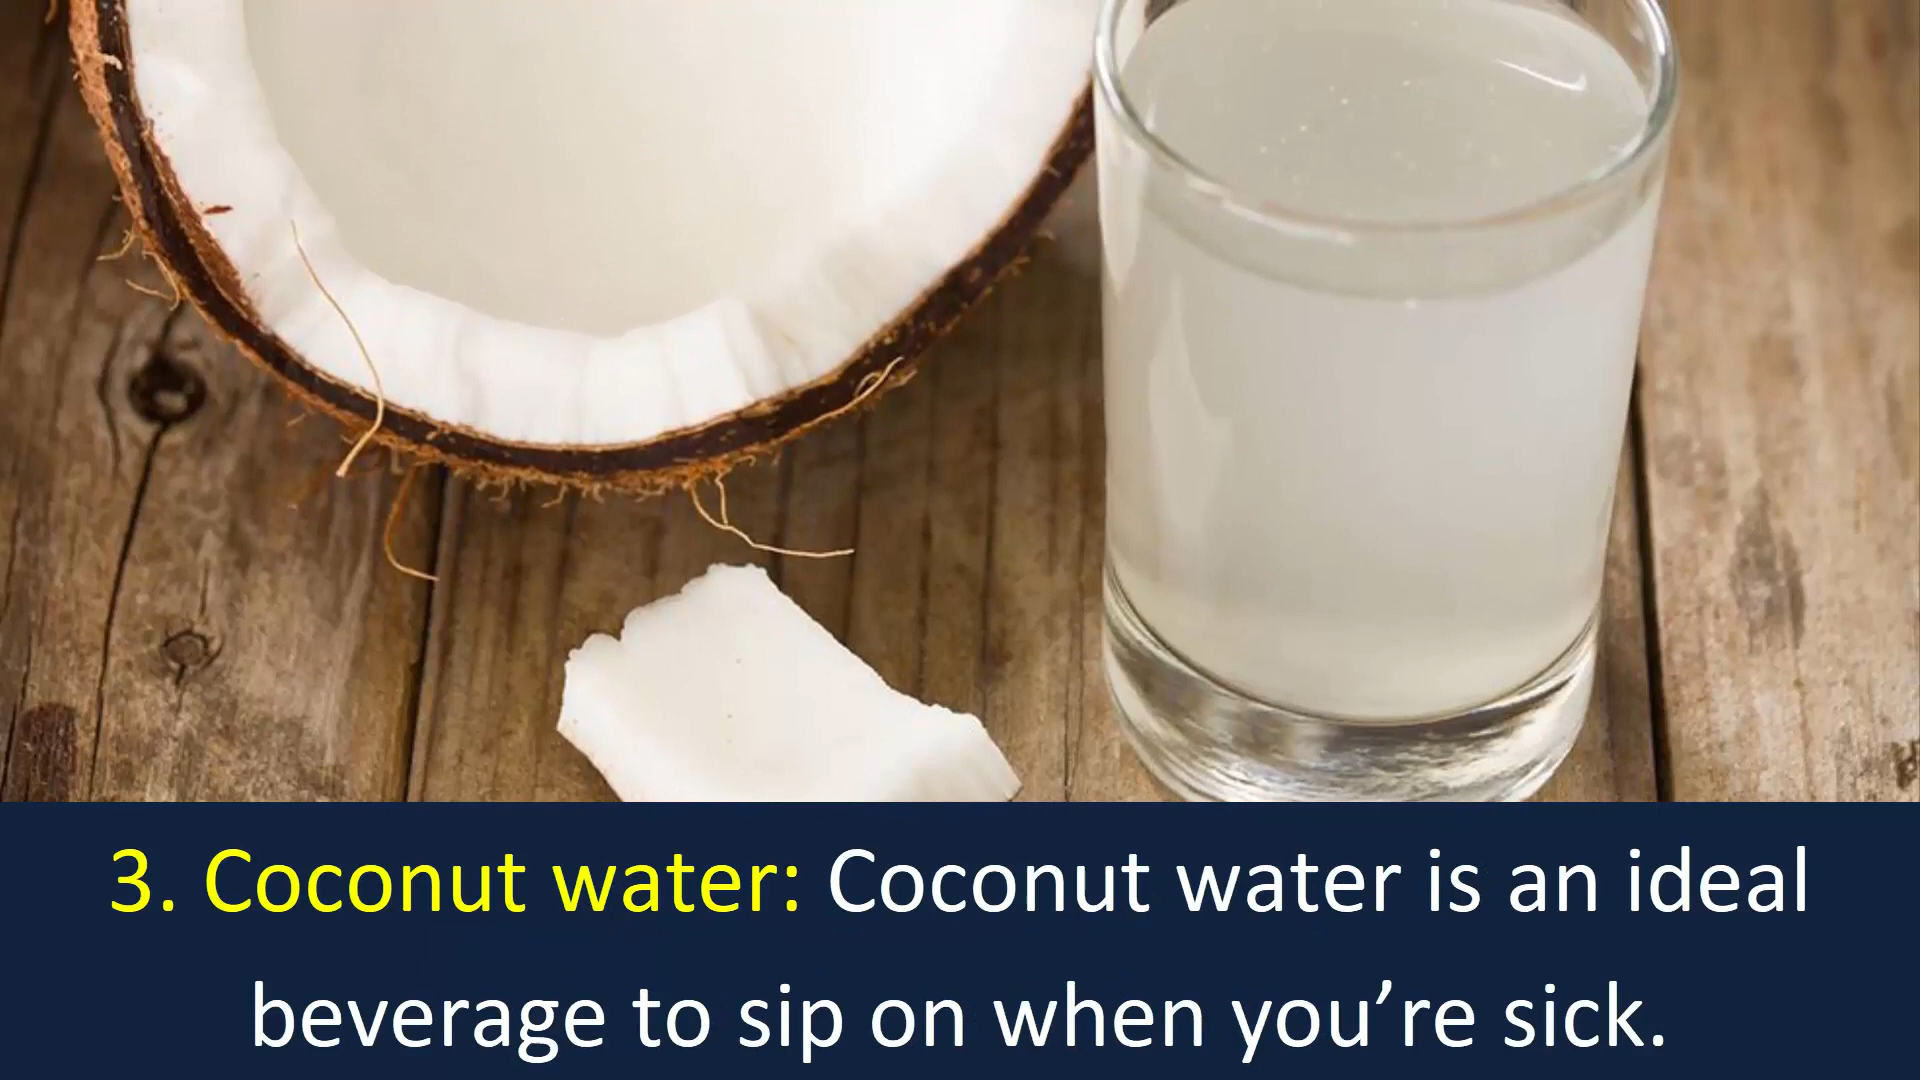 3. Coconut water: Coconut water is an ideal
beverage to sip on when you’re sick.